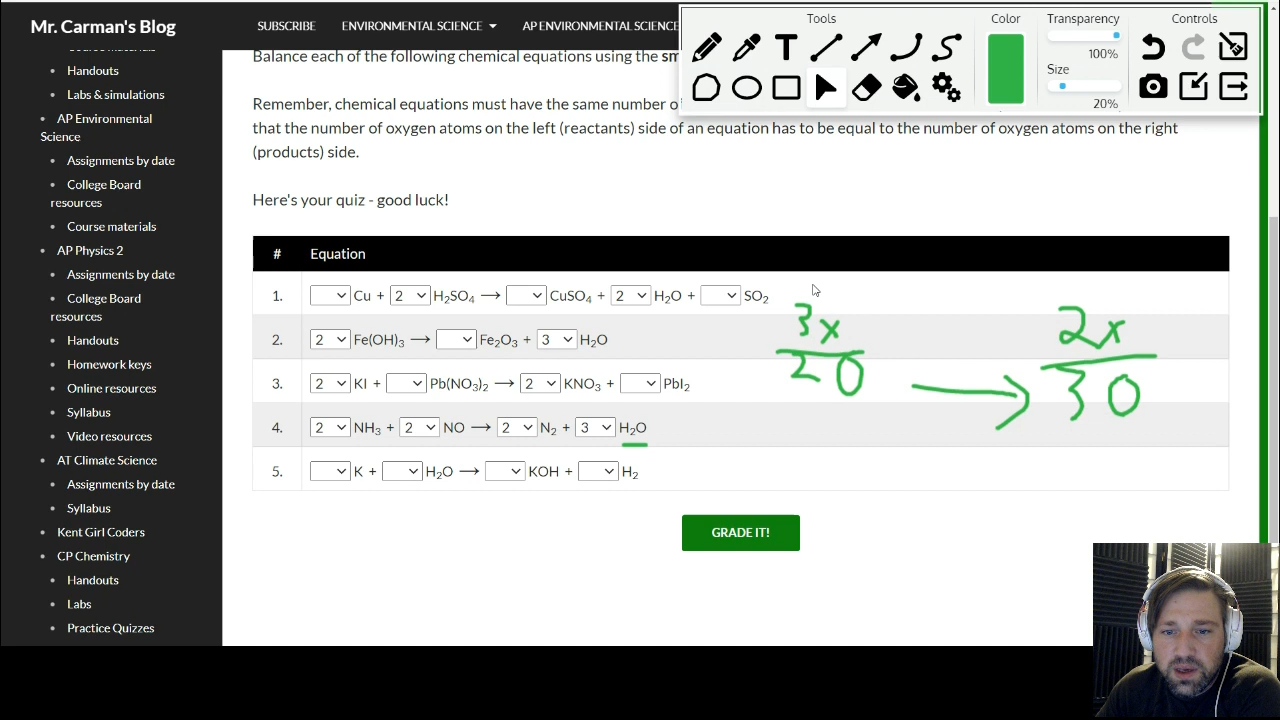 Mr. Carman's Blog
SUBSCRIBE
ENVIRONMENTAL SCIENCE
AP ENVIRONMENTAL SCIENCE
Tools
Color
Transparency
100%
Size
20%
Controls
Course materials
Handouts
Labs & simulations
AP Environmental
Science
Assignments by date
College Board
resources
Course materials
AP Physics 2
Assignments by date
College Board
resources
Handouts
Homework keys
Online resources
Syllabus
Video resources
AT Climate Science
Assignments by date
Syllabus
Kent Girl Coders
CP Chemistry
Handouts
Labs
Practice Quizzes
Balance each of the following chemical equations using the
Remember, chemical equations must have the same number
that the number of oxygen atoms on the left (reactants) side of an equation has to be equal to the number of oxygen atoms on the right
(products) side.
Here's your quiz - good luck!
# Equation
1. Cu + 2 H₂SO₄ ⟶ CuSO₄ + 2 H₂O + SO₂
2. 2 Fe(OH)₃ ⟶ Fe₂O₃ + 3 H₂O
3. 2 KI + Pb(NO₃)₂ ⟶ 2 KNO₃ + PbI₂
4. 2 NH₃ + 2 NO ⟶ 2 N₂ + 3 H₂O
5. K + H₂O ⟶ KOH + H₂
3x
20
2x
30
GRADE IT!